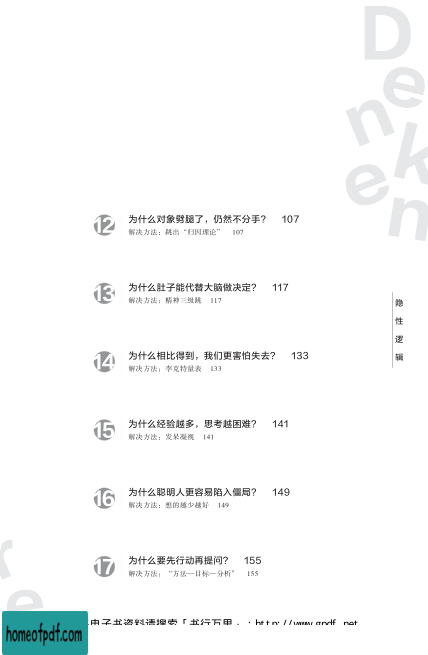 Deneken
12 为什么对象劈腿了，仍然不分手？ 107
解决方法：跳出“归因理论” 107
13 为什么肚子能代替大脑做决定？ 117
解决方法：精神三级跳 117
隐性逻辑
14 为什么相比得到，我们更害怕失去？ 133
解决方法：李克特量表 133
15 为什么经验越多，思考越困难？ 141
解决方法：发呆凝视 141
16 为什么聪明人更容易陷入僵局？ 149
解决方法：想的越少越好 149
17 为什么要先行动再提问？ 155
解决方法：“方法—目标—分析” 155
re
电子书资料请搜索「书行万里」：http://www.gpdf.net
homeofpdf.com